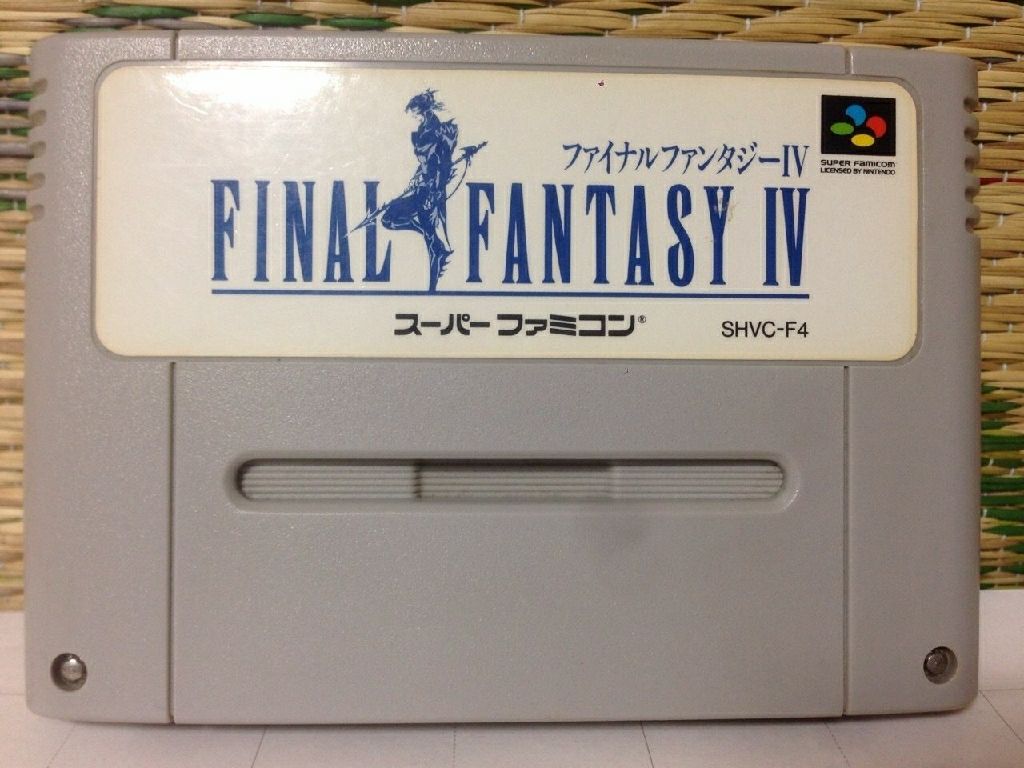 ファイナルファンタジーIV
FINAL FANTASY IV
SUPER FAMICOM
LICENSED BY NINTENDO
スーパーファミコン®
SHVC-F4